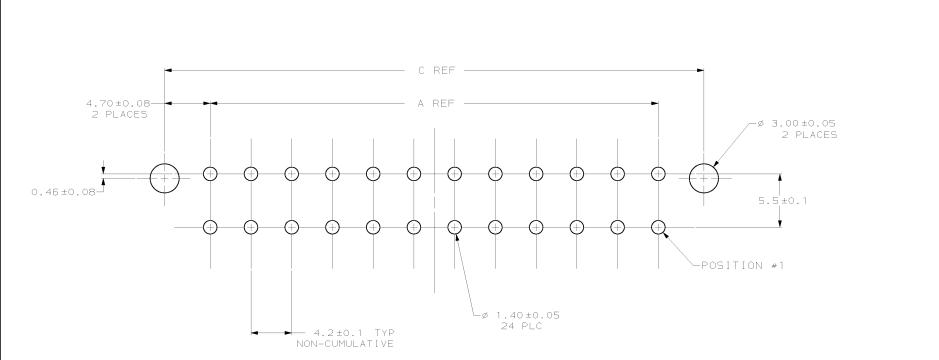 C REF
4.70±0.08
2 PLACES
A REF
ø 3.00±0.05
2 PLACES
0.46±0.08
5.5±0.1
POSITION #1
ø 1.40±0.05
24 PLC
4.2±0.1 TYP
NON-CUMULATIVE